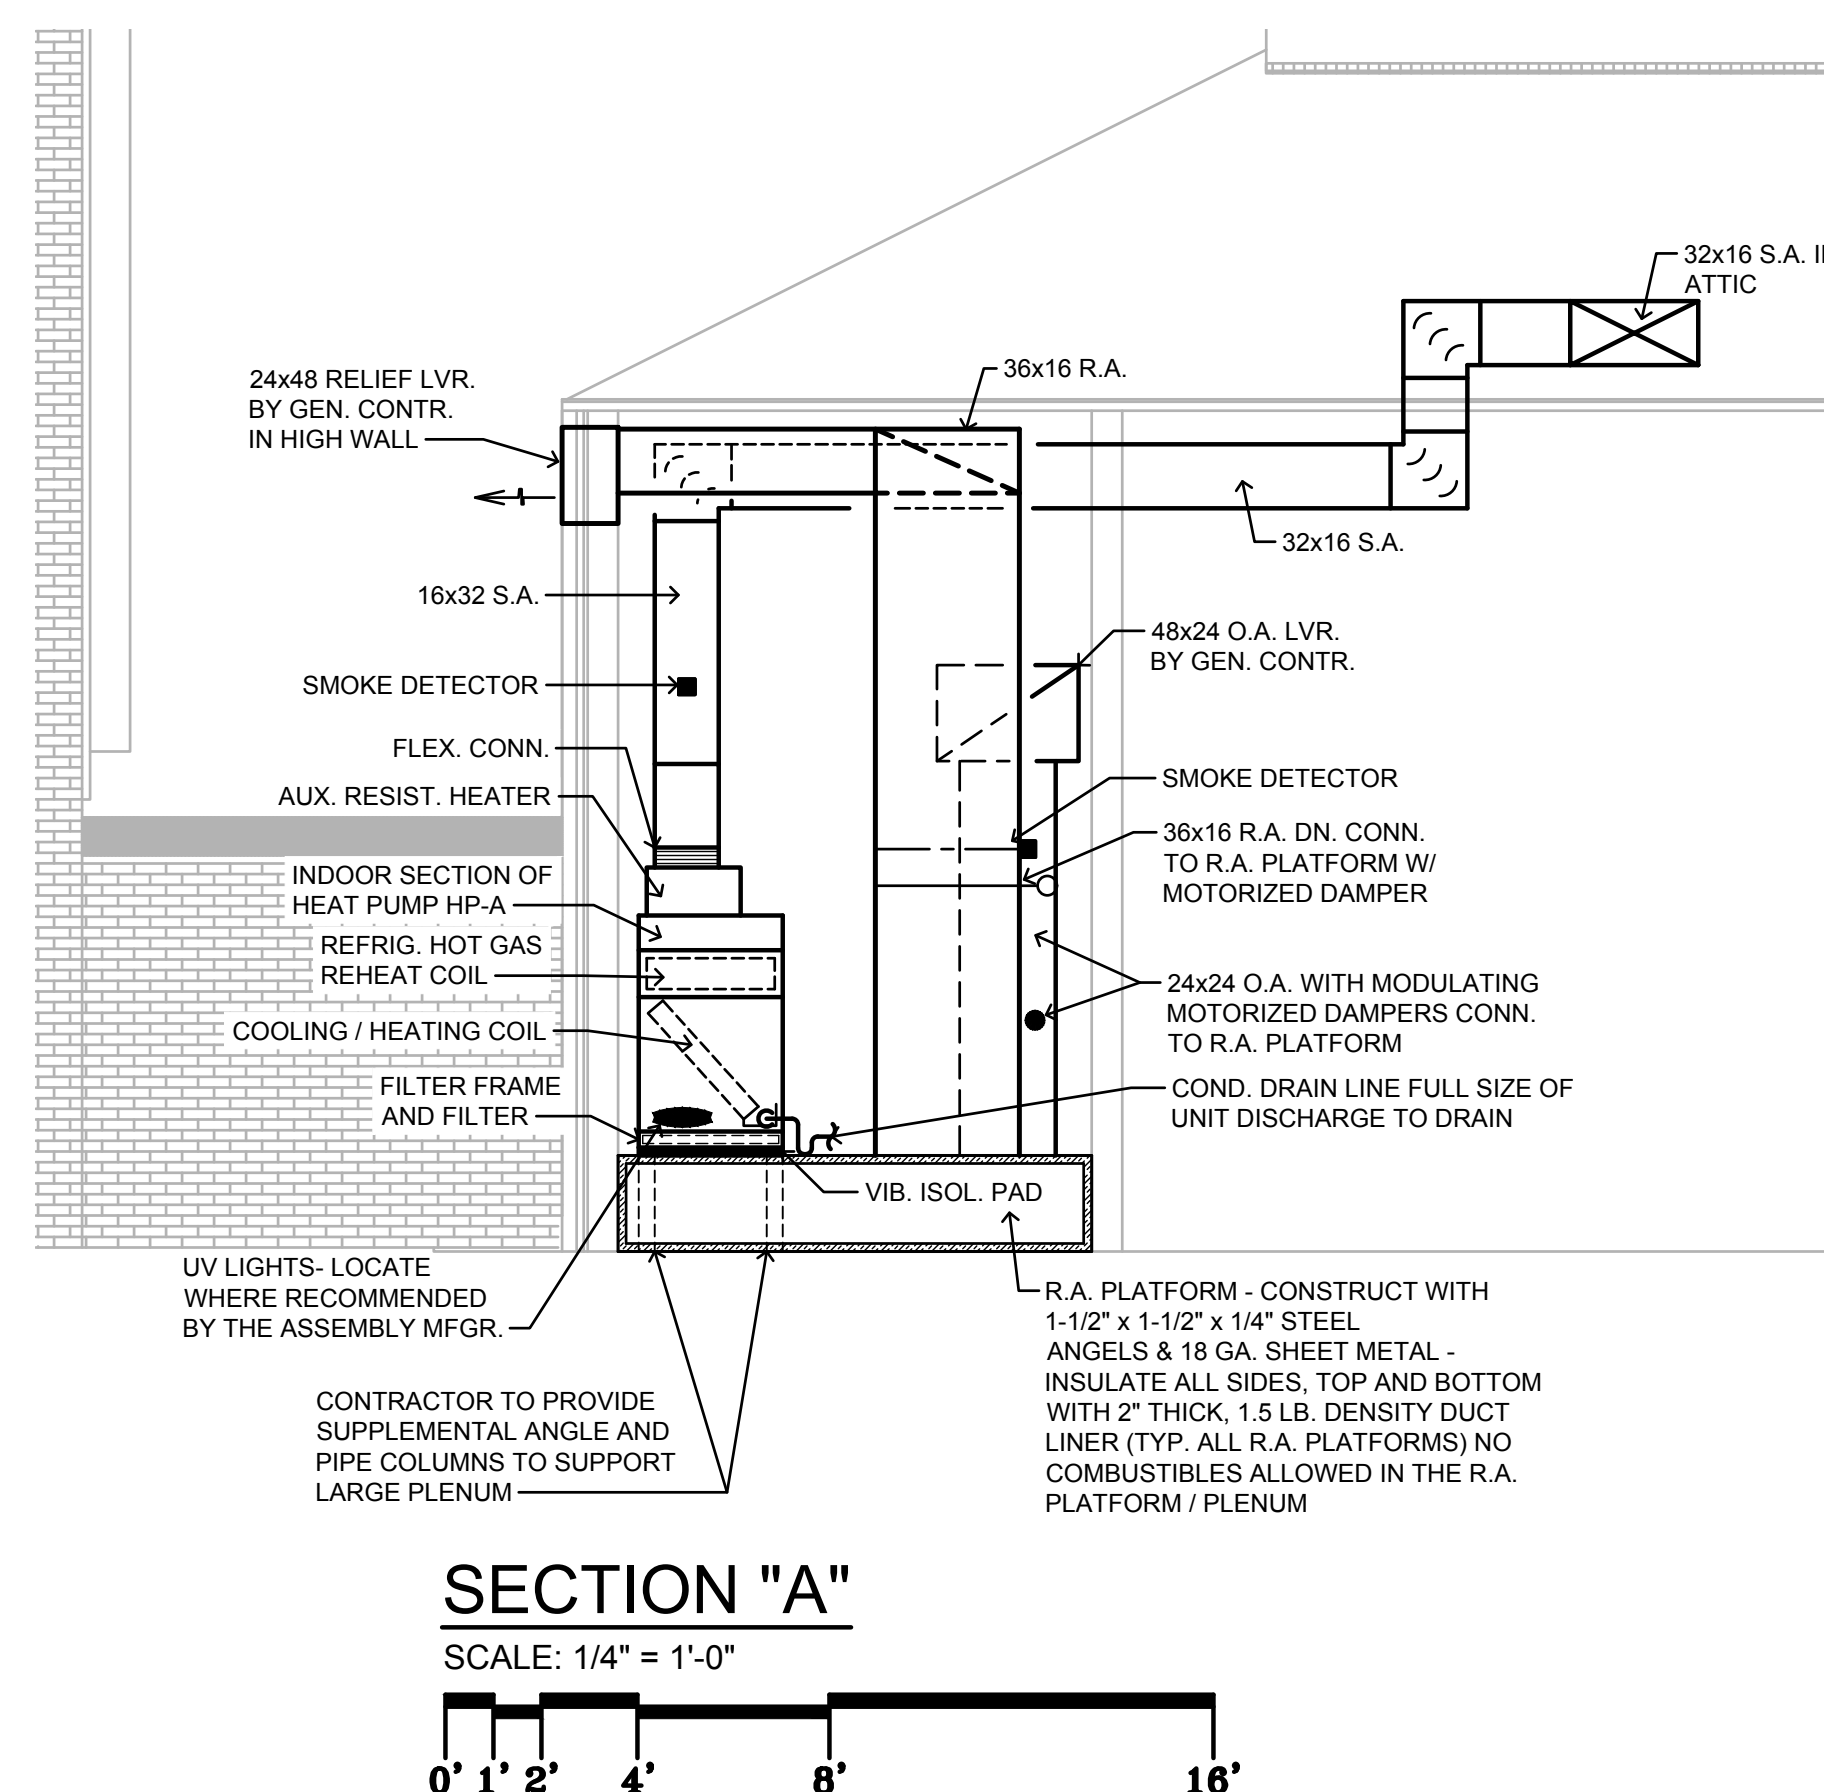 32x16 S.A.
ATTIC
36x16 R.A.
24x48 RELIEF LVR.
BY GEN. CONTR.
IN HIGH WALL
32x16 S.A.
16x32 S.A.
48x24 O.A. LVR.
BY GEN. CONTR.
SMOKE DETECTOR
FLEX. CONN.
AUX. RESIST. HEATER
SMOKE DETECTOR
36x16 R.A. DN. CONN.
TO R.A. PLATFORM W/
MOTORIZED DAMPER
INDOOR SECTION OF
HEAT PUMP HP-A
REFRIG. HOT GAS
REHEAT COIL
24x24 O.A. WITH MODULATING
MOTORIZED DAMPERS CONN.
TO R.A. PLATFORM
COOLING / HEATING COIL
FILTER FRAME
AND FILTER
COND. DRAIN LINE FULL SIZE OF
UNIT DISCHARGE TO DRAIN
VIB. ISOL. PAD
UV LIGHTS- LOCATE
WHERE RECOMMENDED
BY THE ASSEMBLY MFGR.
R.A. PLATFORM - CONSTRUCT WITH
1-1/2" x 1-1/2" x 1/4" STEEL
ANGELS & 18 GA. SHEET METAL -
INSULATE ALL SIDES, TOP AND BOTTOM
WITH 2" THICK, 1.5 LB. DENSITY DUCT
LINER (TYP. ALL R.A. PLATFORMS) NO
COMBUSTIBLES ALLOWED IN THE R.A.
PLATFORM / PLENUM
CONTRACTOR TO PROVIDE
SUPPLEMENTAL ANGLE AND
PIPE COLUMNS TO SUPPORT
LARGE PLENUM
SECTION "A"
SCALE: 1/4" = 1'-0"
0' 1' 2' 4' 8' 16'